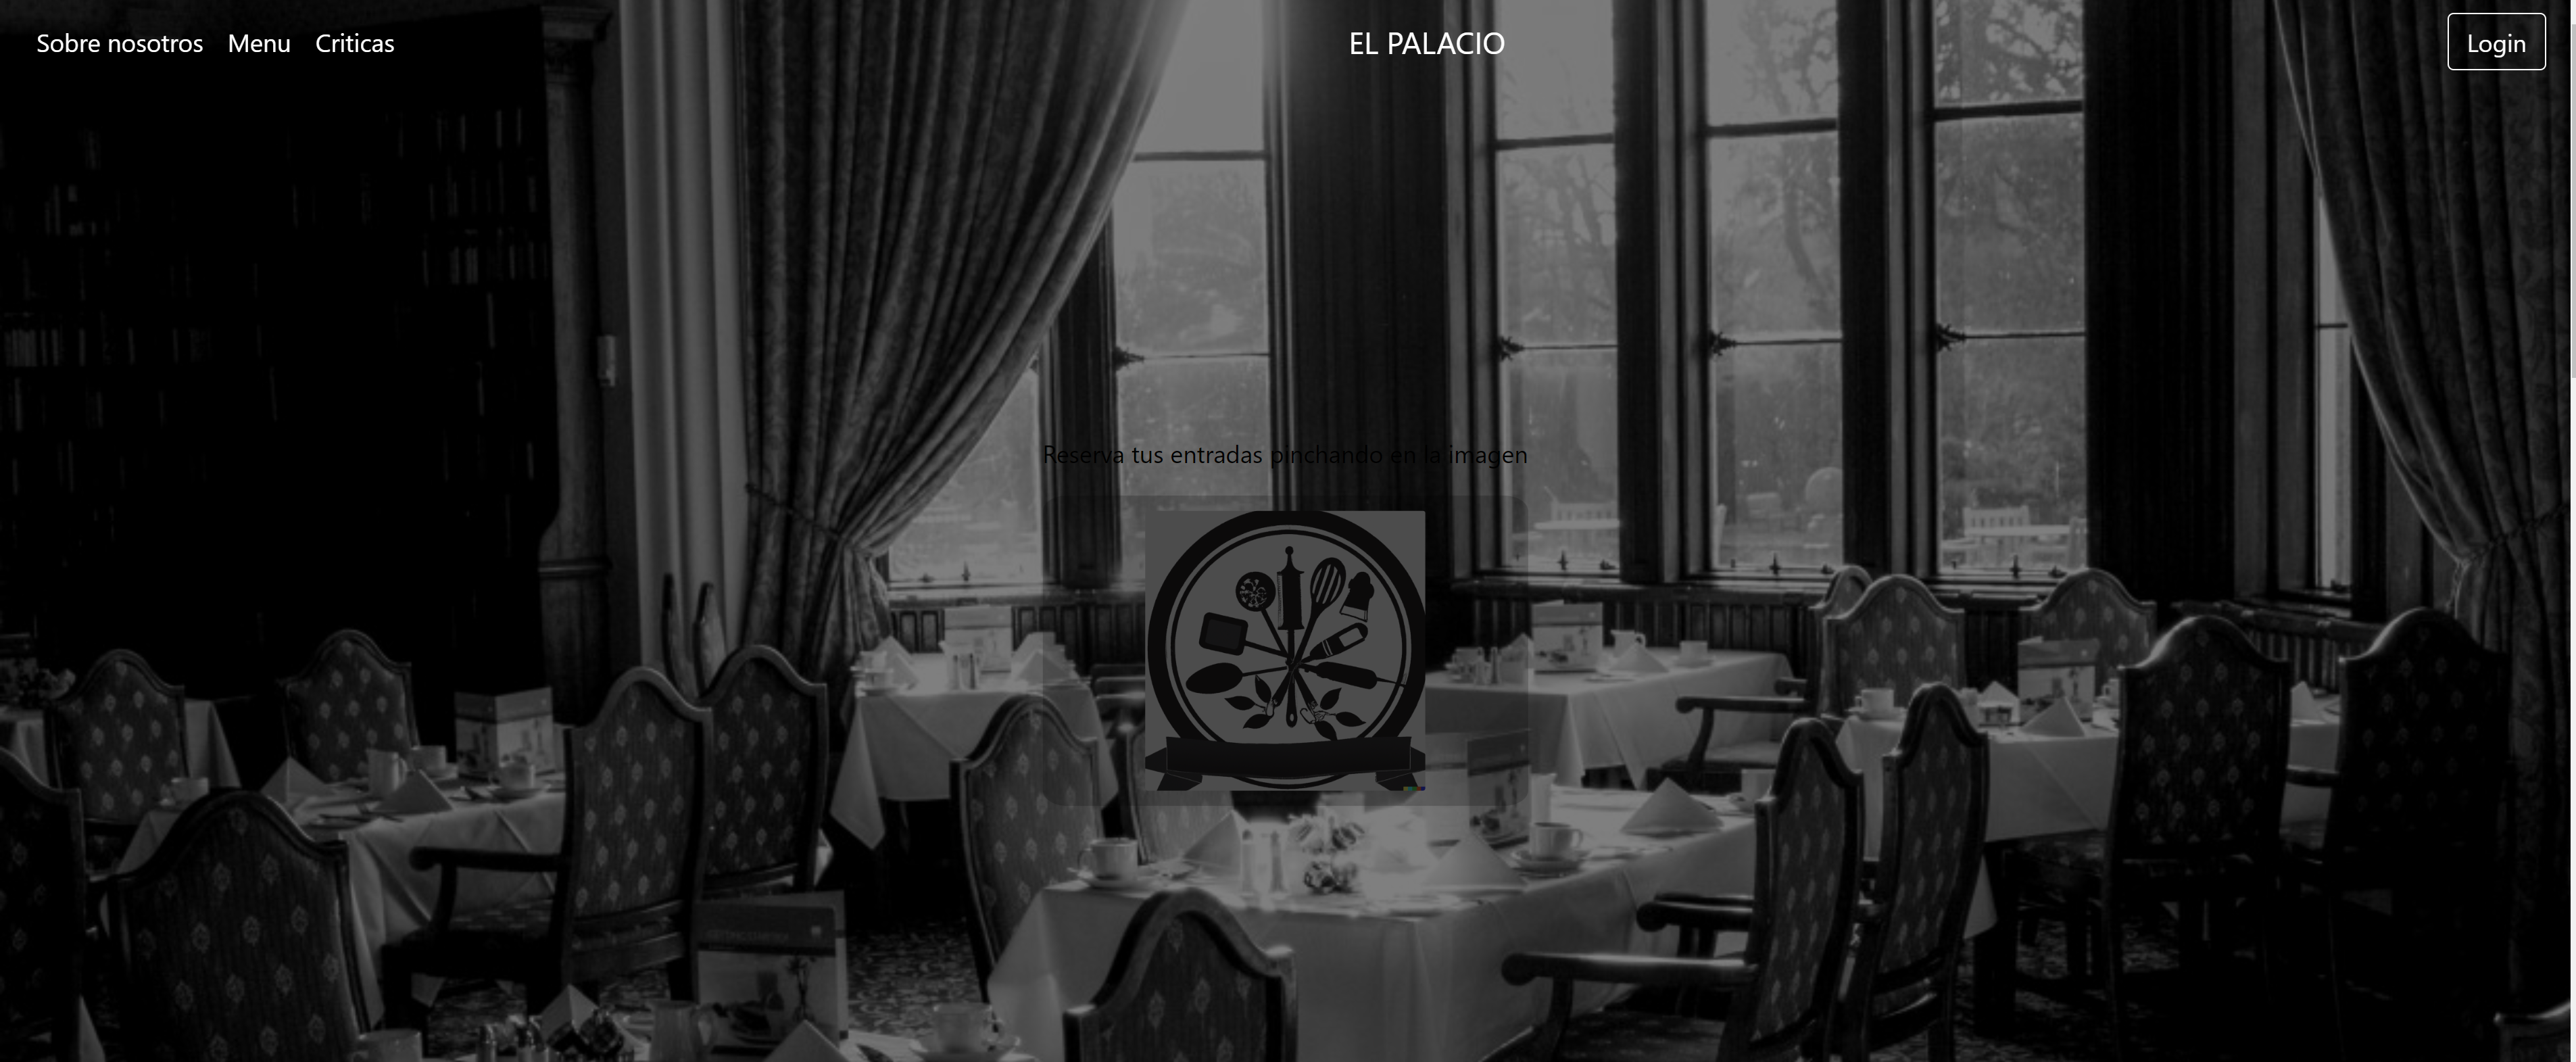 Sobre nosotros Menu Criticas EL PALACIO Login
Reserva tus entradas pinchando en la imagen